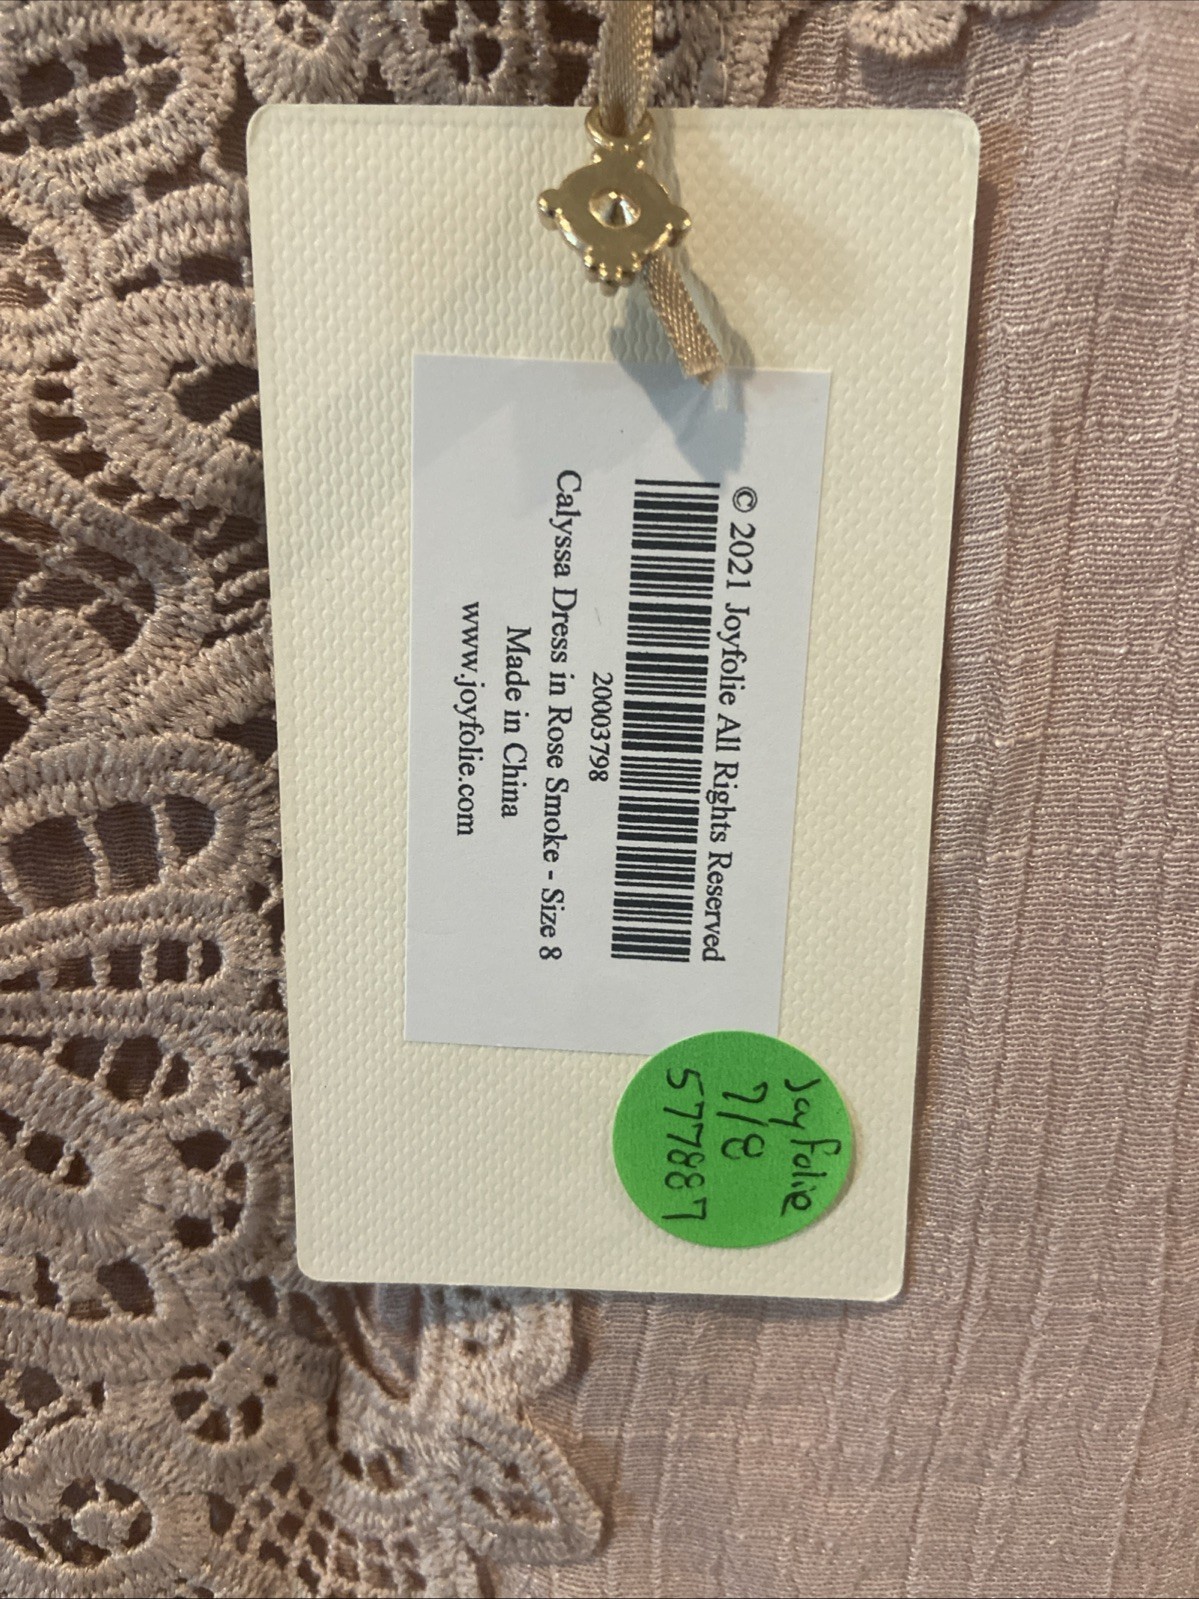 © 2021 Joyfolie All Rights Reserved
20003798
Calyssa Dress in Rose Smoke - Size 8
Made in China
www.joyfolie.com
Joyfolie
7/8
577887